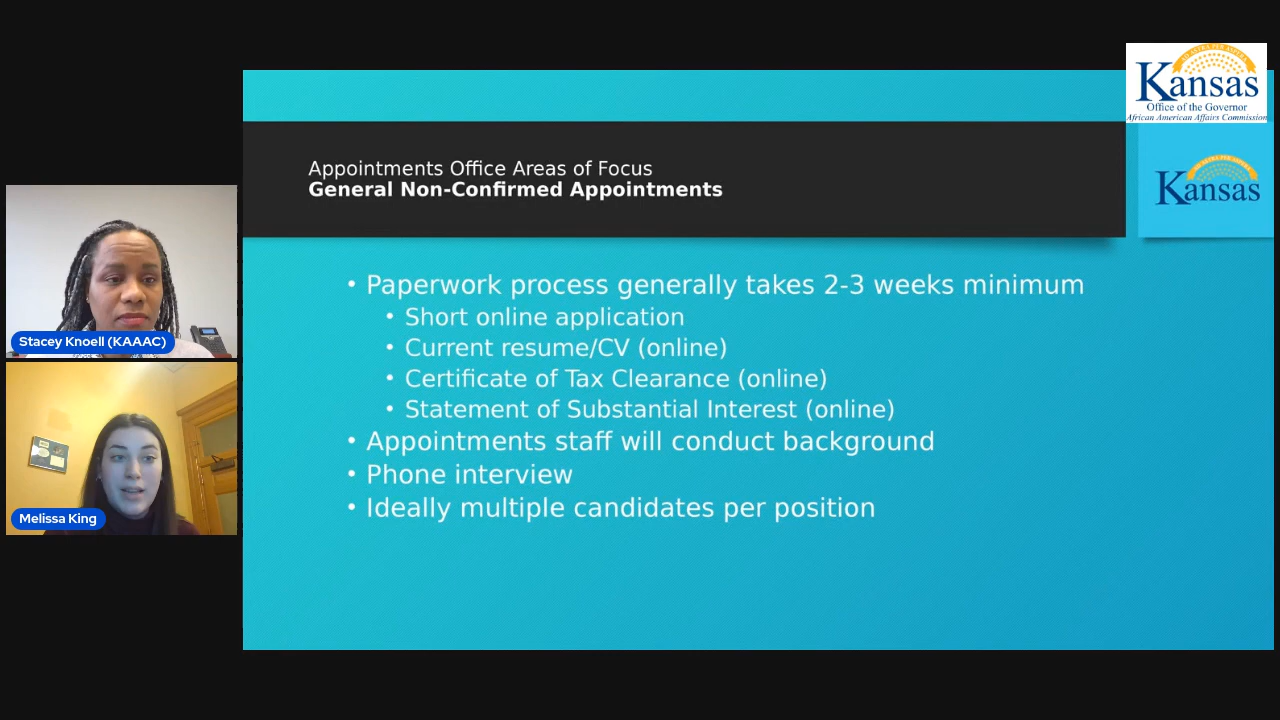 Kansas
Office of the Governor
African American Affairs Commission
Appointments Office Areas of Focus
General Non-Confirmed Appointments
Kansas
• Paperwork process generally takes 2-3 weeks minimum
• Short online application
• Current resume/CV (online)
• Certificate of Tax Clearance (online)
• Statement of Substantial Interest (online)
• Appointments staff will conduct background
• Phone interview
• Ideally multiple candidates per position
Stacey Knoell (KAAAC)
Melissa King